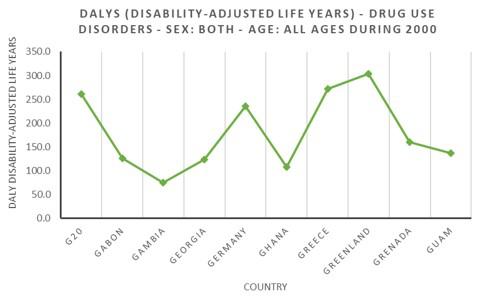 DALYS (DISABILITY-ADJUSTED LIFE YEARS) - DRUG USE
DISORDERS - SEX: BOTH - AGE: ALL AGES DURING 2000
DALY DISABILITY-ADJUSTED LIFE YEARS
350.0
300.0
250.0
200.0
150.0
100.0
50.0
0.0
G20
GABON
GAMBIA
GEORGIA
GERMANY
GHANA
GREECE
GREENLAND
GRENADA
GUAM
COUNTRY